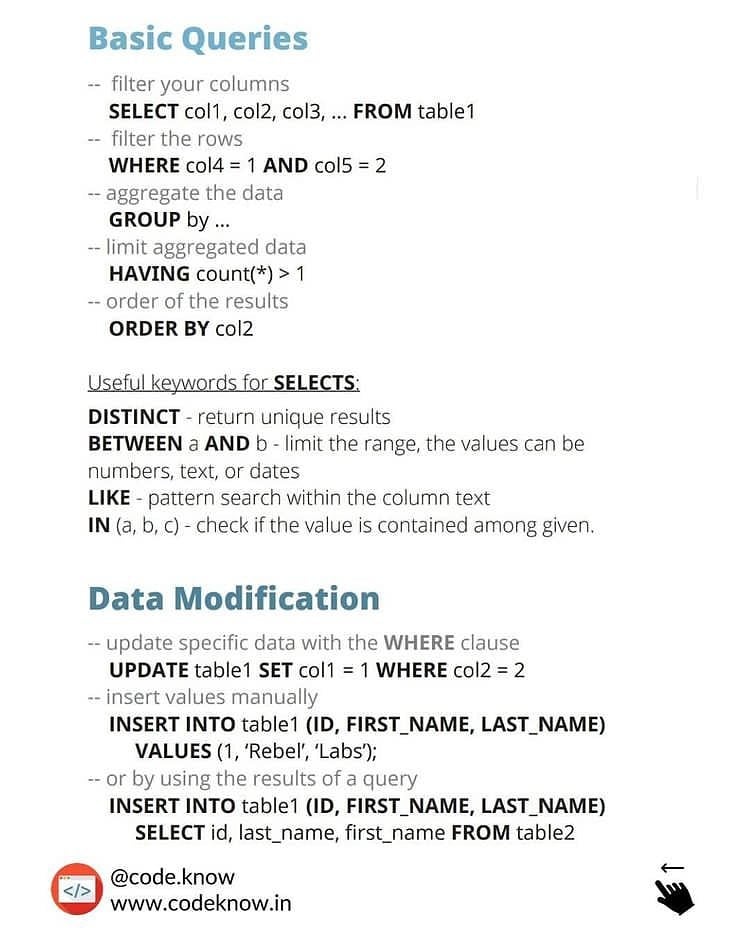 Basic Queries
-- filter your columns
SELECT col1, col2, col3, ... FROM table1
-- filter the rows
WHERE col4 = 1 AND col5 = 2
-- aggregate the data
GROUP by ...
-- limit aggregated data
HAVING count(*) > 1
-- order of the results
ORDER BY col2
Useful keywords for SELECTS:
DISTINCT - return unique results
BETWEEN a AND b - limit the range, the values can be
numbers, text, or dates
LIKE - pattern search within the column text
IN (a, b, c) - check if the value is contained among given.
Data Modification
-- update specific data with the WHERE clause
UPDATE table1 SET col1 = 1 WHERE col2 = 2
-- insert values manually
INSERT INTO table1 (ID, FIRST_NAME, LAST_NAME)
VALUES (1, ‘Rebel’, ‘Labs’);
-- or by using the results of a query
INSERT INTO table1 (ID, FIRST_NAME, LAST_NAME)
SELECT id, last_name, first_name FROM table2
</> @code.know
www.codeknow.in